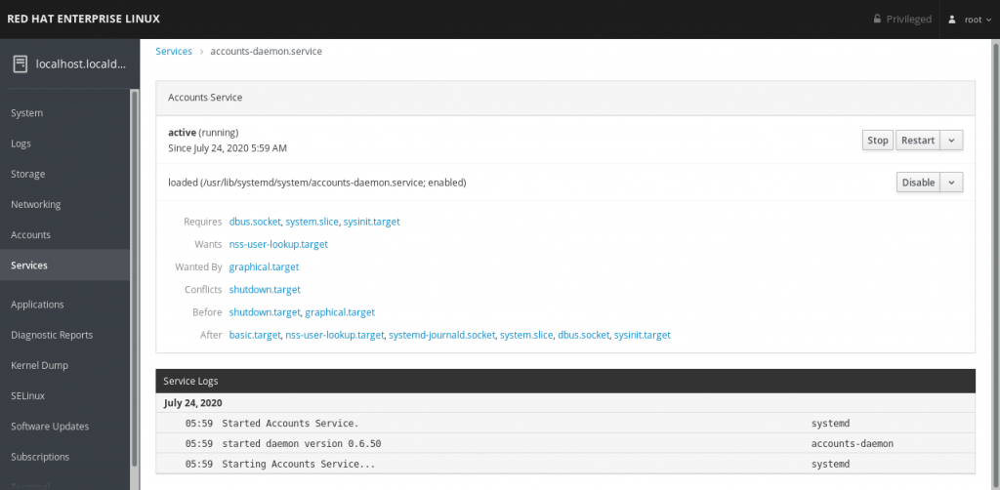 RED HAT ENTERPRISE LINUX
Privileged
root
localhost.locald...
System
Logs
Storage
Networking
Accounts
Services
Applications
Diagnostic Reports
Kernel Dump
SELinux
Software Updates
Subscriptions
Terminal
Services > accounts-daemon.service
Accounts Service
active (running)
Since July 24, 2020 5:59 AM
Stop Restart
loaded (/usr/lib/systemd/system/accounts-daemon.service; enabled)
Disable
Requires dbus.socket, system.slice, sysinit.target
Wants nss-user-lookup.target
Wanted By graphical.target
Conflicts shutdown.target
Before shutdown.target, graphical.target
After basic.target, nss-user-lookup.target, systemd-journald.socket, system.slice, dbus.socket, sysinit.target
Service Logs
July 24, 2020
05:59 Started Accounts Service. systemd
05:59 started daemon version 0.6.50 accounts-daemon
05:59 Starting Accounts Service... systemd